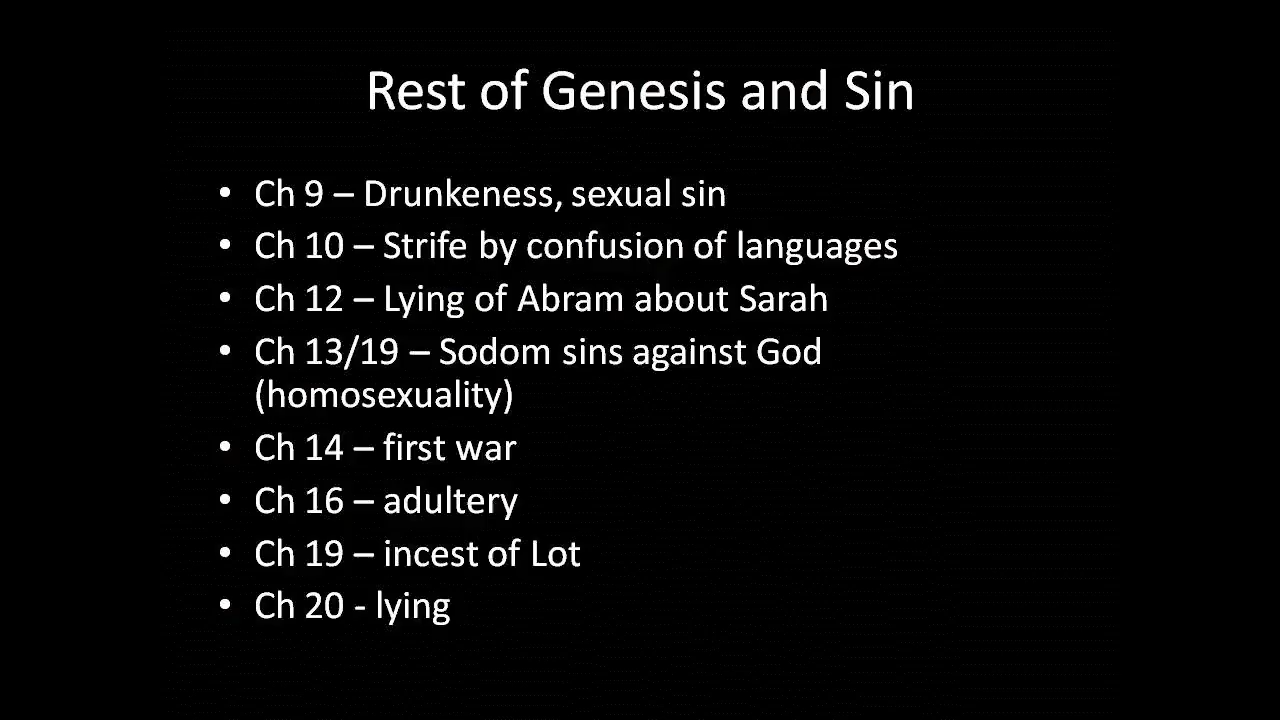 Rest of Genesis and Sin
• Ch 9 – Drunkeness, sexual sin
• Ch 10 – Strife by confusion of languages
• Ch 12 – Lying of Abram about Sarah
• Ch 13/19 – Sodom sins against God
(homosexuality)
• Ch 14 – first war
• Ch 16 – adultery
• Ch 19 – incest of Lot
• Ch 20 - lying